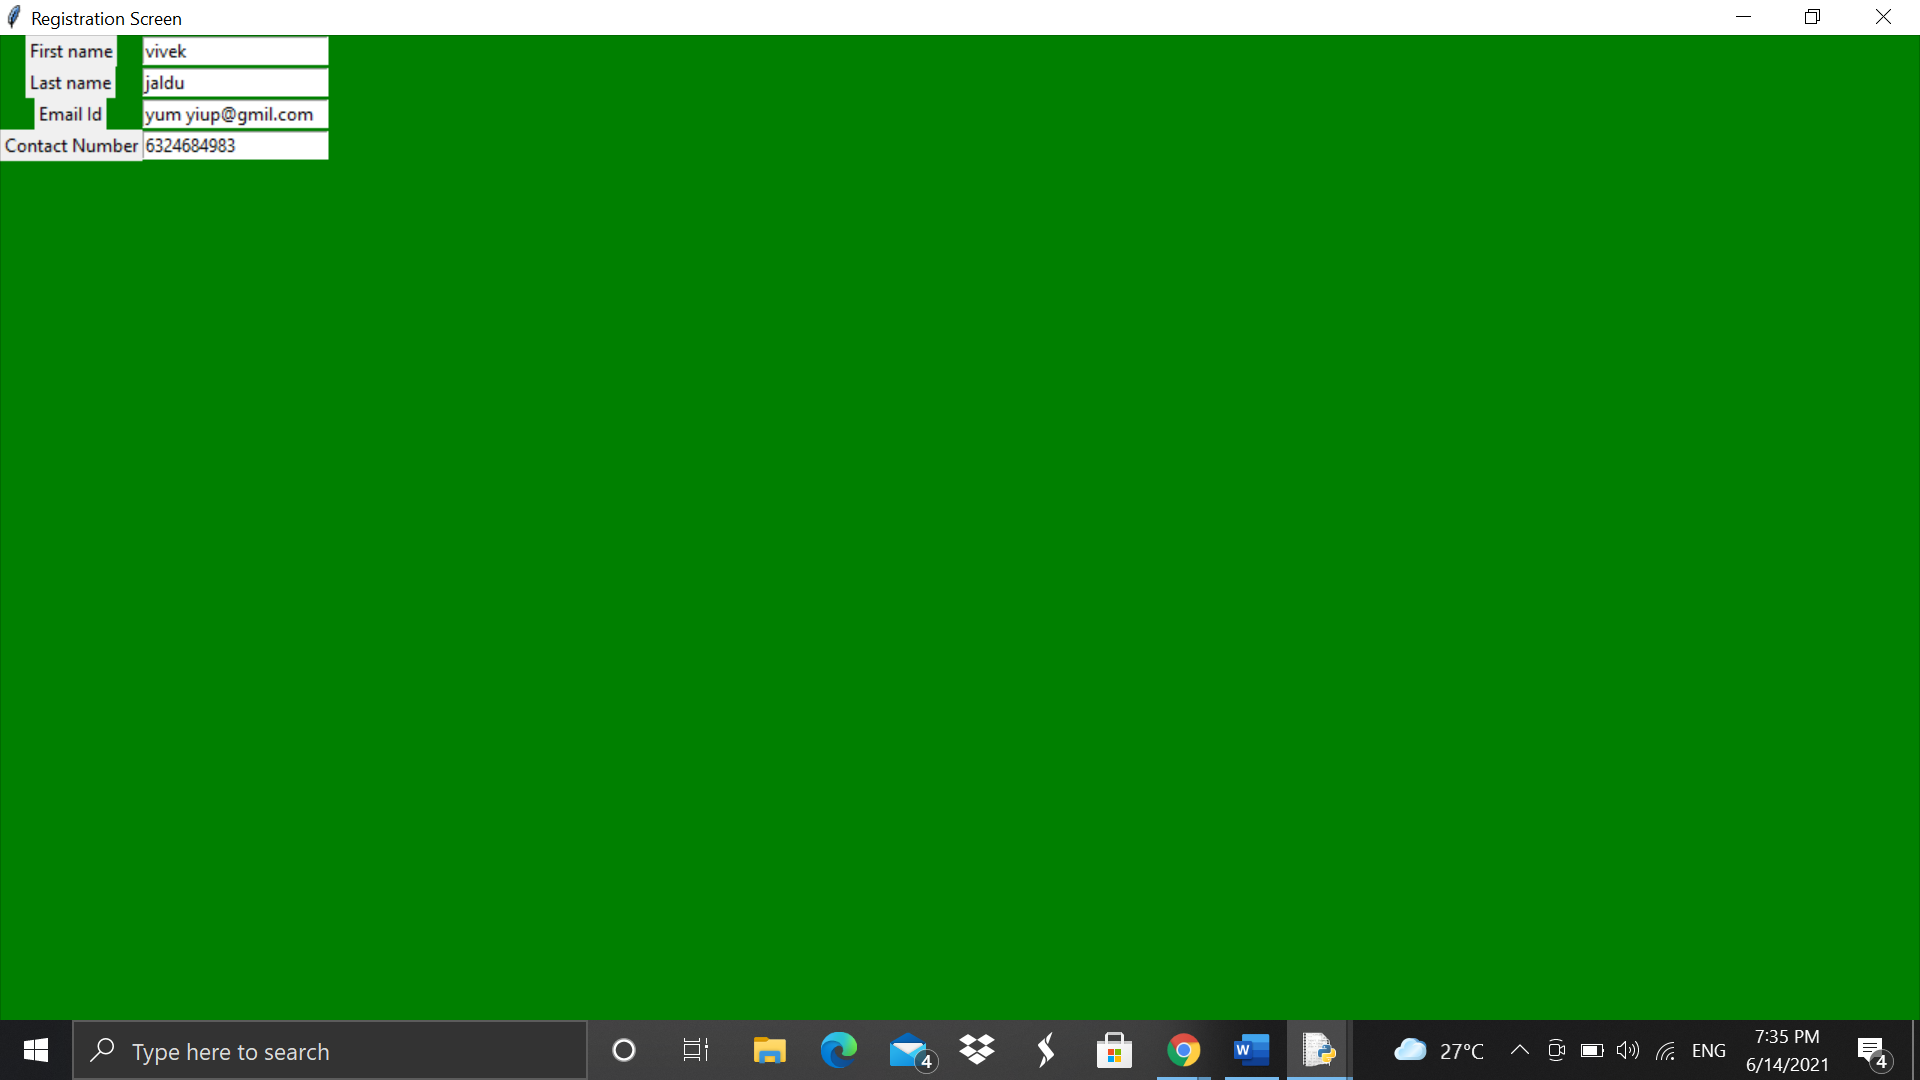 Registration Screen
First name vivek
Last name jaldu
Email Id yum yiup@gmil.com
Contact Number 6324684983
Type here to search 4 W 27°C ENG 7:35 PM 4
6/14/2021